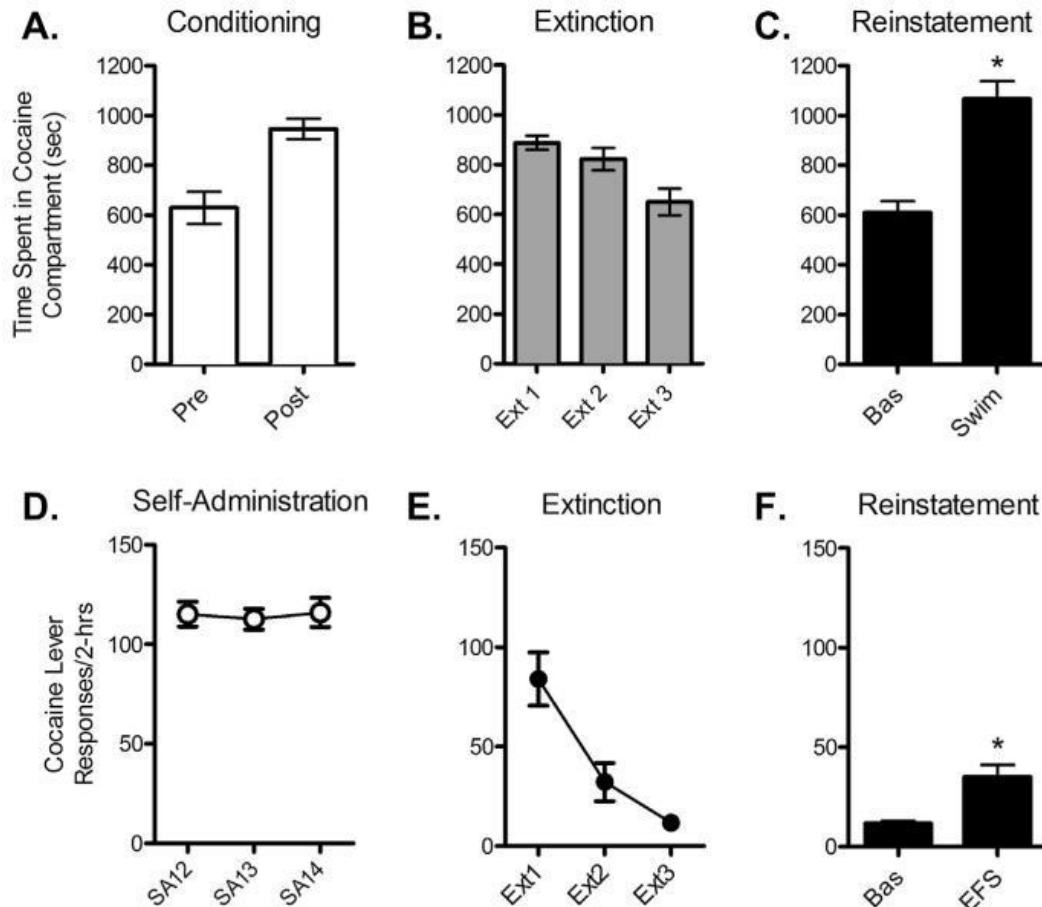 A. Conditioning
B. Extinction
C. Reinstatement
Time Spent in Cocaine
Compartment (sec)
1200
1000
800
600
400
200
0
Pre
Post
1200
1000
800
600
400
200
0
Ext 1
Ext 2
Ext 3
1200
1000
800
600
400
200
0
*
Bas
Swim
D. Self-Administration
E. Extinction
F. Reinstatement
Cocaine Lever
Responses/2-hrs
150
100
50
0
SA12
SA13
SA14
150
100
50
0
Ext1
Ext2
Ext3
150
100
50
0
*
Bas
EFS